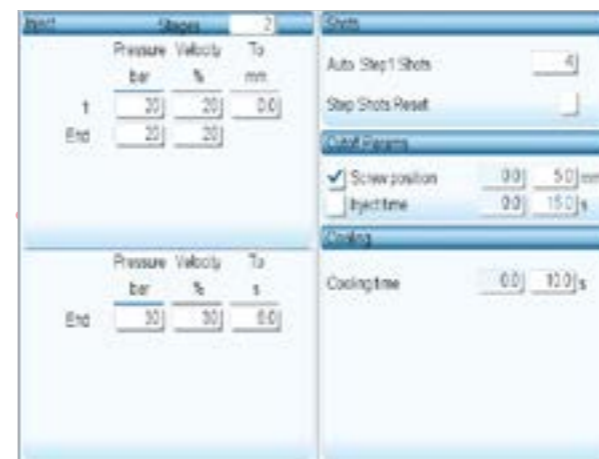 Inject Stages 2
Pressure Velocity To
bar % mm
1 20 20 0.0
End 20 20
Pressure Velocity To
bar % s
End 30 30 0.0
Shots
Auto Step1 Shots 4
Step Shots Reset
Cutoff Params
Screw position 0.0 5.0 mm
Inject time 0.0 15.0 s
Cooling
Cooling time 0.0 10.0 s